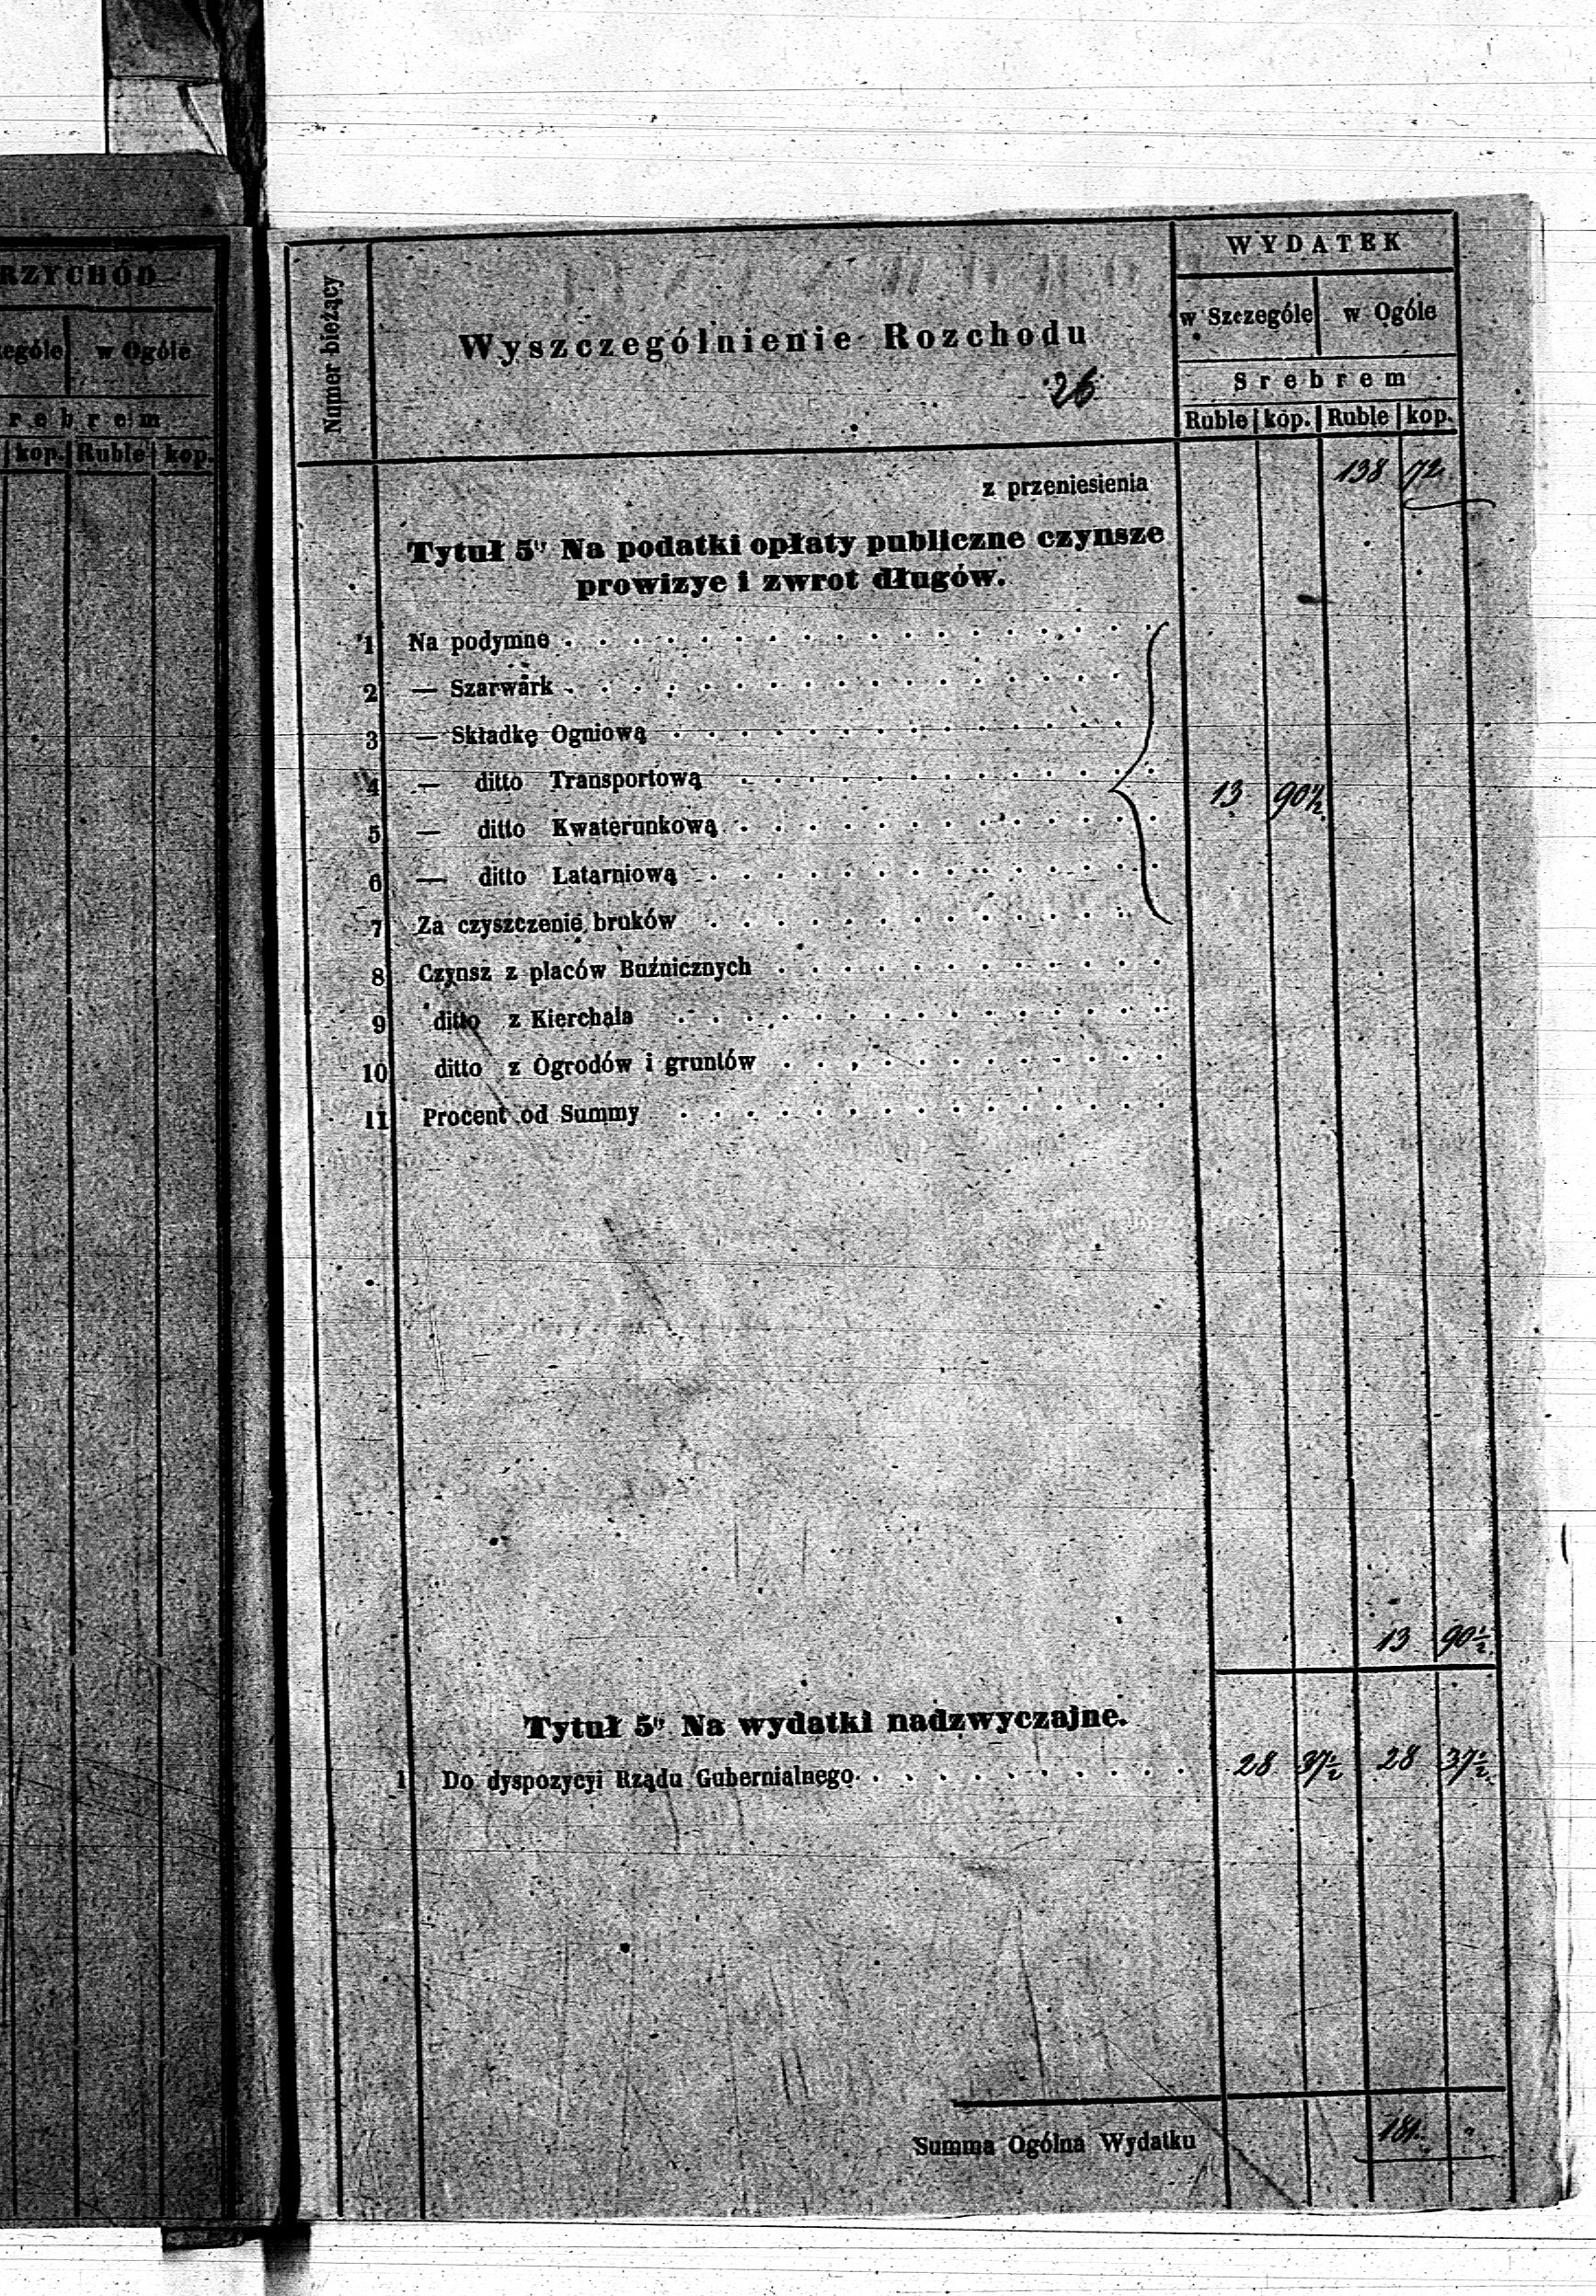 RZYCHÓD
ególe w Ogóle
rebrem
kop. Ruble kop.
Numer bieżący
Wyszczególnienie Rozchodu
26
WYDATEK
w Szczególe w Ogóle
Srebrem
Ruble kop. Ruble kop.
z przeniesienia 138 72
Tytuł 5ty Na podatki opłaty publiczne czynsze
prowizye i zwrot długów.
1 Na podymne
2 — Szarwark
3 — Składkę Ogniową
4 — ditto Transportową 13 90½
5 — ditto Kwaterunkową
6 — ditto Latarniową
7 Za czyszczenie bruków
8 Czynsz z placów Buźnicznych
9 ditto z Kierchala
10 ditto z Ogrodów i gruntów
11 Procent od Summy
13 90½
Tytuł 5ty Na wydatki nadzwyczajne.
1 Do dyspozycyi Rządu Gubernialnego 28 37½ 28 37½
Summa Ogólna Wydatku 181 "